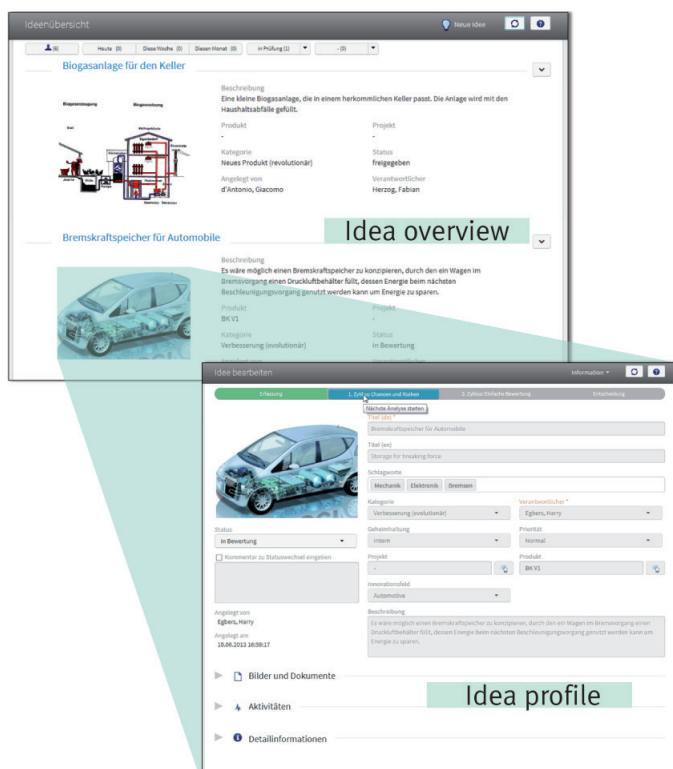 Ideenübersicht
Neue Idee
(6)
Heute (0)
Diese Woche (0)
Diesen Monat (0)
in Prüfung (1)
- (0)
Biogasanlage für den Keller
Biogaserzeugung
Biogasnutzung
Beschreibung
Eine kleine Biogasanlage, die in einem herkommlichen Keller passt. Die Anlage wird mit den
Haushaltsabfälle gefüllt.
Produkt
Projekt
-
-
Kategorie
Status
Neues Produkt (revolutionär)
freigegeben
Angelegt von
Verantwortlicher
d'Antonio, Giacomo
Herzog, Fabian
Idea overview
Bremskraftspeicher für Automobile
Beschreibung
Es wäre möglich einen Bremskraftspeicher zu konzipieren, durch den ein Wagen im
Bremsvorgang einen Druckluftbehälter füllt, dessen Energie beim nächsten
Beschleunigungsvorgang genutzt werden kann um Energie zu sparen.
Produkt
Projekt
BK V1
-
Kategorie
Status
Verbesserung (evolutionär)
in Bewertung
Angelegt von
Verantwortlicher
Idee bearbeiten
Information
Erfassung
1. Zyklus: Chancen und Risiken
2. Zyklus: Einfache Bewertung
Entscheidung
Nächste Analyse starten
Titel (de) *
Bremskraftspeicher für Automobile
Titel (en)
Storage for breaking force
Schlagworte
Mechanik
Elektronik
Bremsen
Kategorie
Verantwortlicher *
Verbesserung (evolutionär)
Egbers, Harry
Status
Geheimhaltung
Priorität
In Bewertung
Intern
Normal
Kommentar zu Statuswechsel eingeben
Projekt
Produkt
-
BK V1
Innovationsfeld
Automotive
Angelegt von
Egbers, Harry
Angelegt am
18.06.2013 16:59:17
Beschreibung
Es wäre möglich einen Bremskraftspeicher zu konzipieren, durch den ein Wagen im Bremsvorgang einen
Druckluftbehälter füllt, dessen Energie beim nächsten Beschleunigungsvorgang genutzt werden kann um
Energie zu sparen.
Bilder und Dokumente
Idea profile
Aktivitäten
Detailinformationen